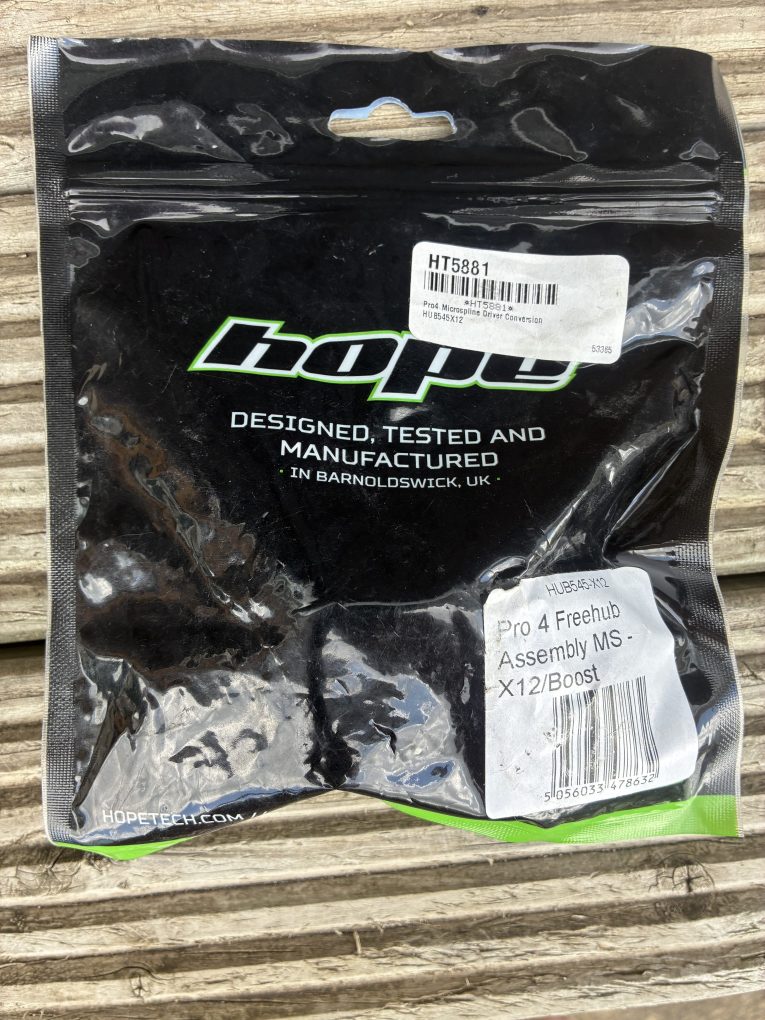 HT5881
*HT5881*
Pro4 Microspline Driver Conversion
HUB545X12
53385
hope
DESIGNED, TESTED AND
MANUFACTURED
· IN BARNOLDSWICK, UK ·
HUB545-X12
Pro 4 Freehub
Assembly MS -
X12/Boost
5 056033 478632
HOPETECH.COM /